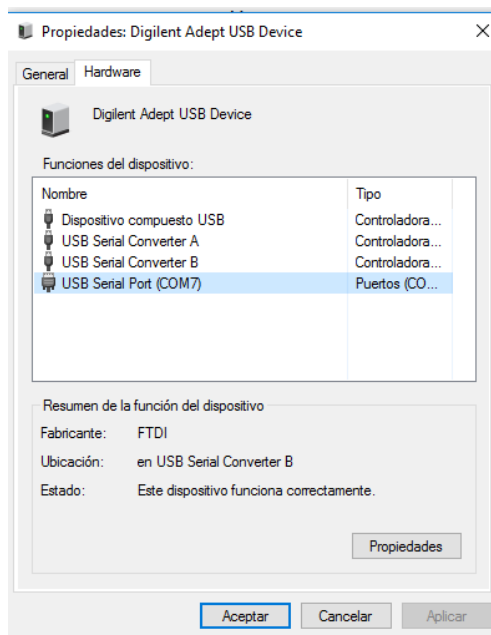 Propiedades: Digilent Adept USB Device
General Hardware
Digilent Adept USB Device
Funciones del dispositivo:
Nombre Tipo
Dispositivo compuesto USB Controladora...
USB Serial Converter A Controladora...
USB Serial Converter B Controladora...
USB Serial Port (COM7) Puertos (CO...
Resumen de la función del dispositivo
Fabricante: FTDI
Ubicación: en USB Serial Converter B
Estado: Este dispositivo funciona correctamente.
Propiedades
Aceptar Cancelar Aplicar